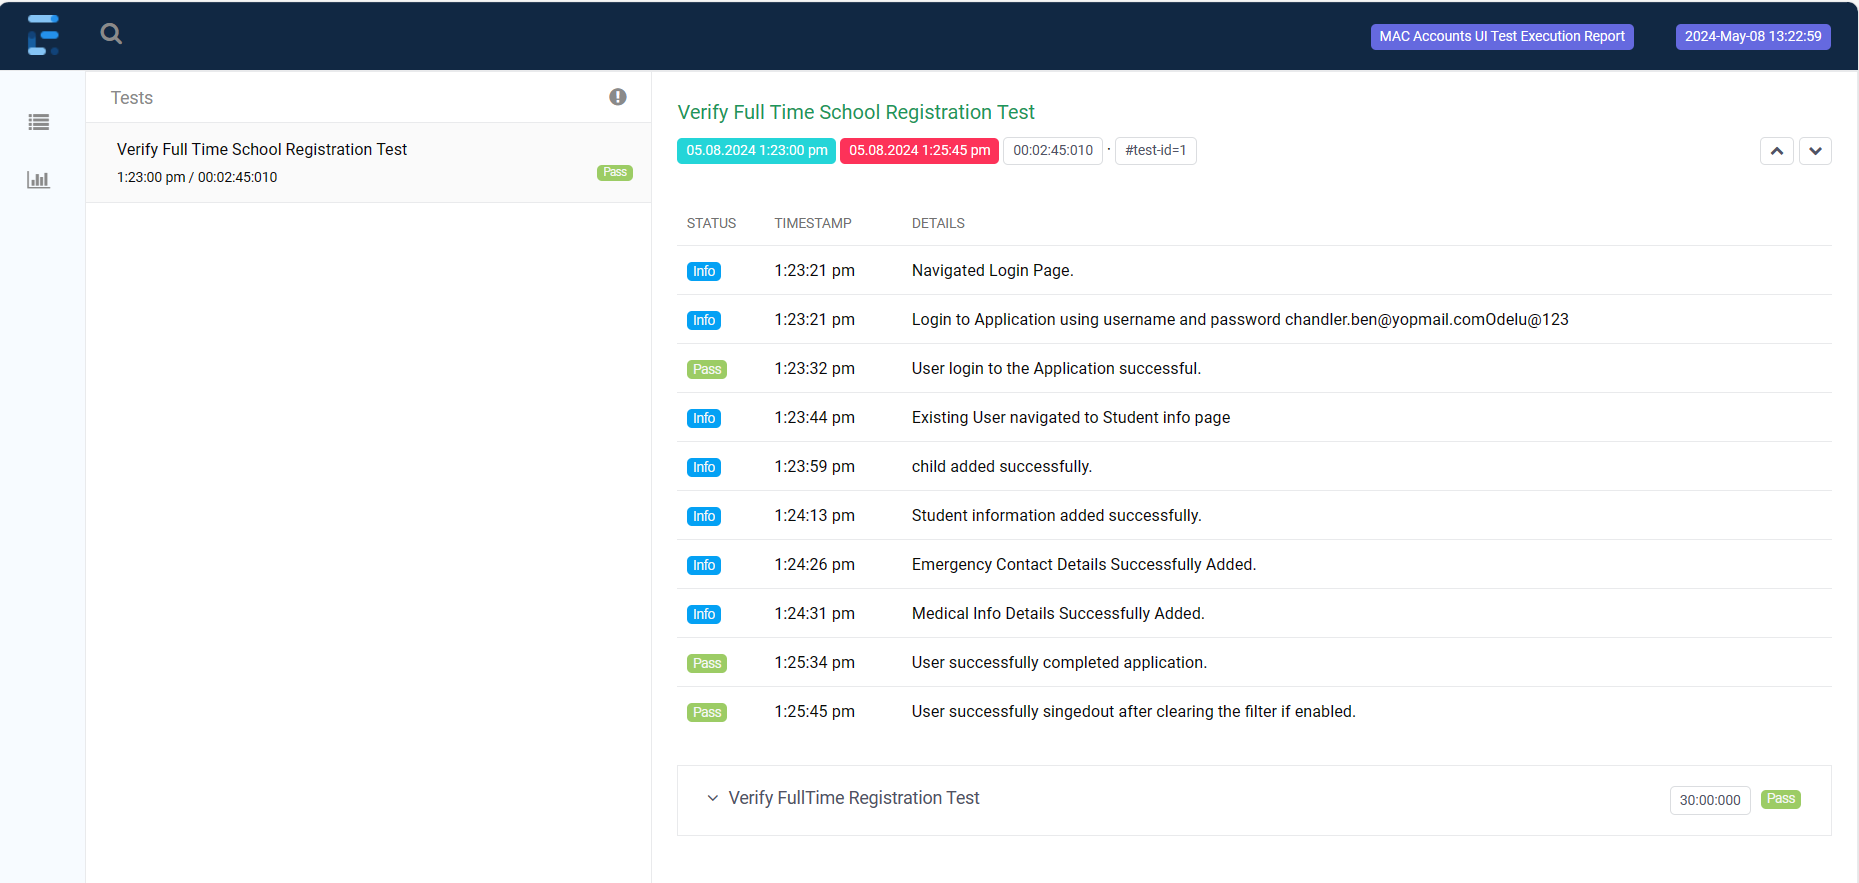 MAC Accounts UI Test Execution Report
2024-May-08 13:22:59
Tests
Verify Full Time School Registration Test
1:23:00 pm / 00:02:45:010
Pass
Verify Full Time School Registration Test
05.08.2024 1:23:00 pm 05.08.2024 1:25:45 pm 00:02:45:010 · #test-id=1
STATUS TIMESTAMP DETAILS
Info 1:23:21 pm Navigated Login Page.
Info 1:23:21 pm Login to Application using username and password chandler.ben@yopmail.comOdelu@123
Pass 1:23:32 pm User login to the Application successful.
Info 1:23:44 pm Existing User navigated to Student info page
Info 1:23:59 pm child added successfully.
Info 1:24:13 pm Student information added successfully.
Info 1:24:26 pm Emergency Contact Details Successfully Added.
Info 1:24:31 pm Medical Info Details Successfully Added.
Pass 1:25:34 pm User successfully completed application.
Pass 1:25:45 pm User successfully singedout after clearing the filter if enabled.
Verify FullTime Registration Test 30:00:000 Pass